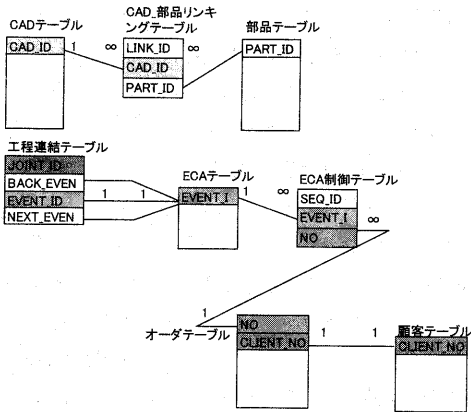 CADテーブル
CAD_部品リンキングテーブル
部品テーブル
CAD_ID
1
∞
LINK_ID
CAD_ID
PART_ID
∞
PART_ID
工程連結テーブル
JOINT_ID
BACK_EVEN
EVENT_ID
NEXT_EVEN
1
1
ECAテーブル
EVENT_I
1
∞
ECA制御テーブル
SEQ_ID
EVENT_I
NO
∞
1
オーダテーブル
NO
CLIENT_NO
1
1
顧客テーブル
CLIENT_NO